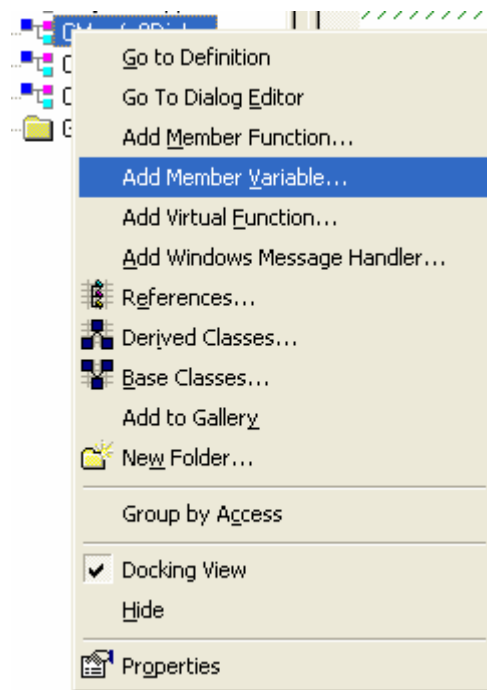 Go to Definition
Go To Dialog Editor
Add Member Function...
Add Member Variable...
Add Virtual Function...
Add Windows Message Handler...
References...
Derived Classes...
Base Classes...
Add to Gallery
New Folder...
Group by Access
Docking View
Hide
Properties